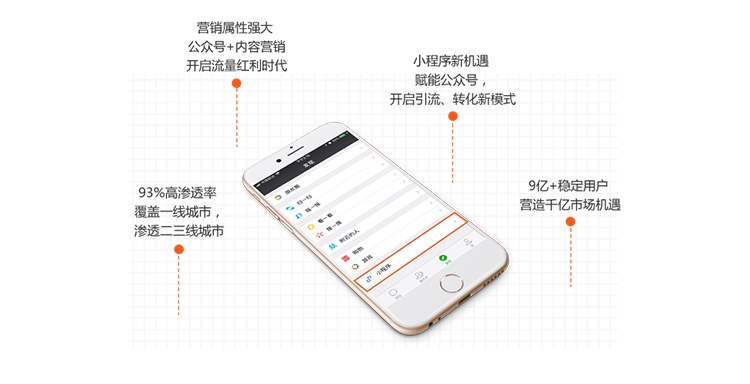 营销属性强大
公众号+内容营销
开启流量红利时代
小程序新机遇
赋能公众号，
开启引流、转化新模式
93%高渗透率
覆盖一线城市，
渗透二三线城市
9亿+稳定用户
营造千亿市场机遇
发现
朋友圈
扫一扫
摇一摇
看一看
搜一搜
附近的人
购物
游戏
小程序